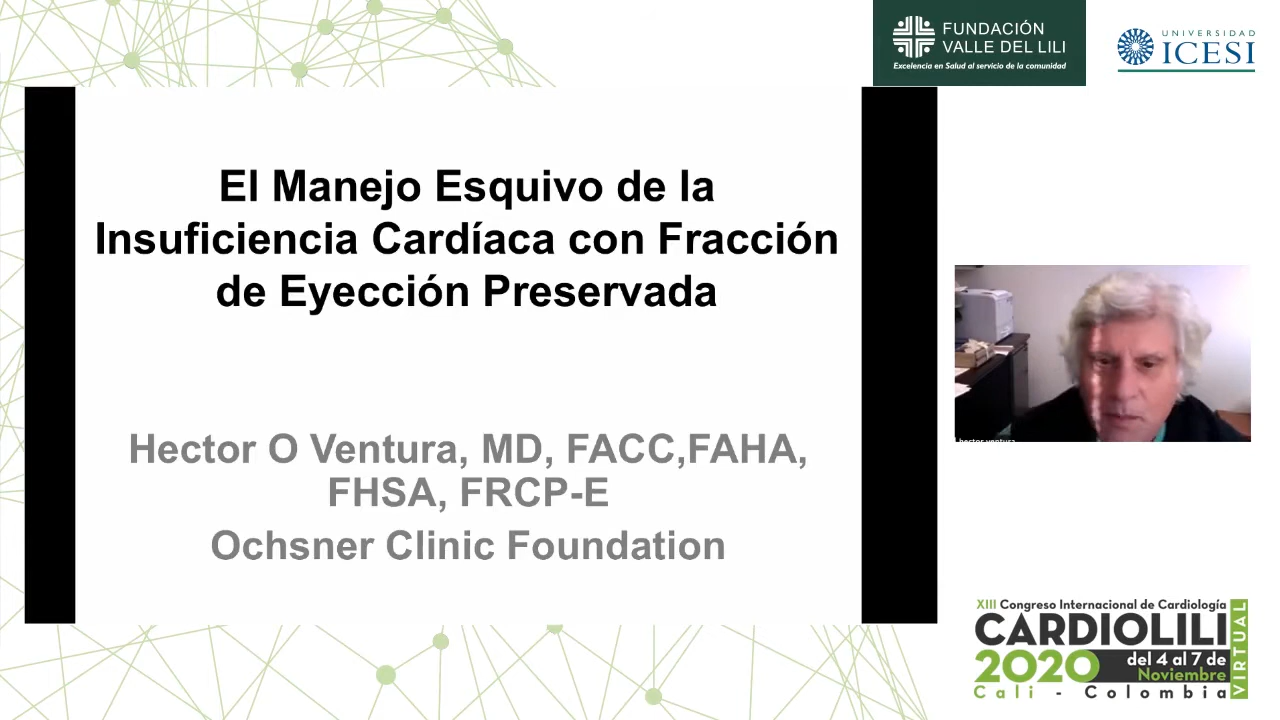 FUNDACIÓN
VALLE DEL LILI
Excelencia en Salud al servicio de la comunidad
UNIVERSIDAD
ICESI
El Manejo Esquivo de la
Insuficiencia Cardíaca con Fracción
de Eyección Preservada
Hector O Ventura, MD, FACC,FAHA,
FHSA, FRCP-E
Ochsner Clinic Foundation
hector ventura
XIII Congreso Internacional de Cardiología
CARDIOLILI
2020 del 4 al 7 de
Noviembre
Cali - Colombia
VIRTUAL